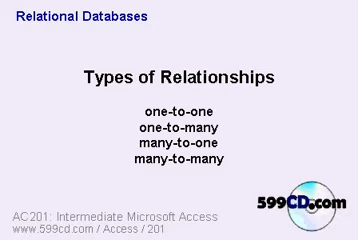 Relational Databases
Types of Relationships
one-to-one
one-to-many
many-to-one
many-to-many
599CD.com
AC201: Intermediate Microsoft Access
www.599cd.com / Access / 201